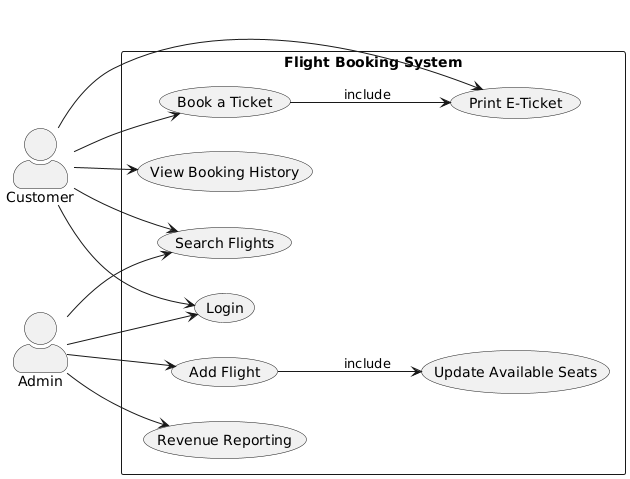 Flight Booking System
Book a Ticket
include
Print E-Ticket
View Booking History
Customer
Search Flights
Login
Add Flight
include
Update Available Seats
Admin
Revenue Reporting